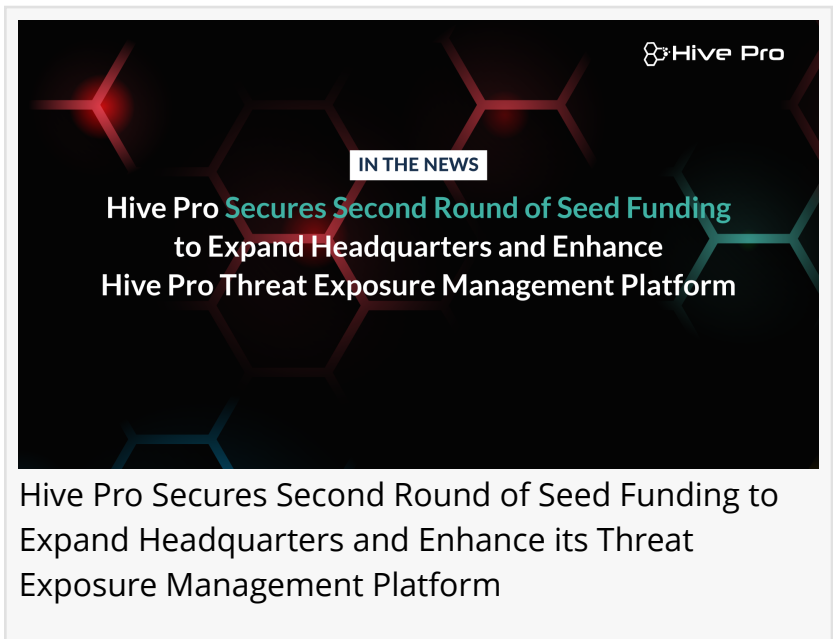 Hive Pro
IN THE NEWS
Hive Pro Secures Second Round of Seed Funding
to Expand Headquarters and Enhance
Hive Pro Threat Exposure Management Platform
Hive Pro Secures Second Round of Seed Funding to
Expand Headquarters and Enhance its Threat
Exposure Management Platform